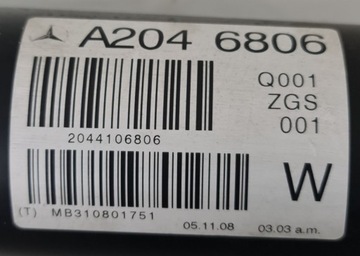 A204 6806
Q001
ZGS
001
2044106806
W
(T) MB310801751
05.11.08 03.03 a.m.